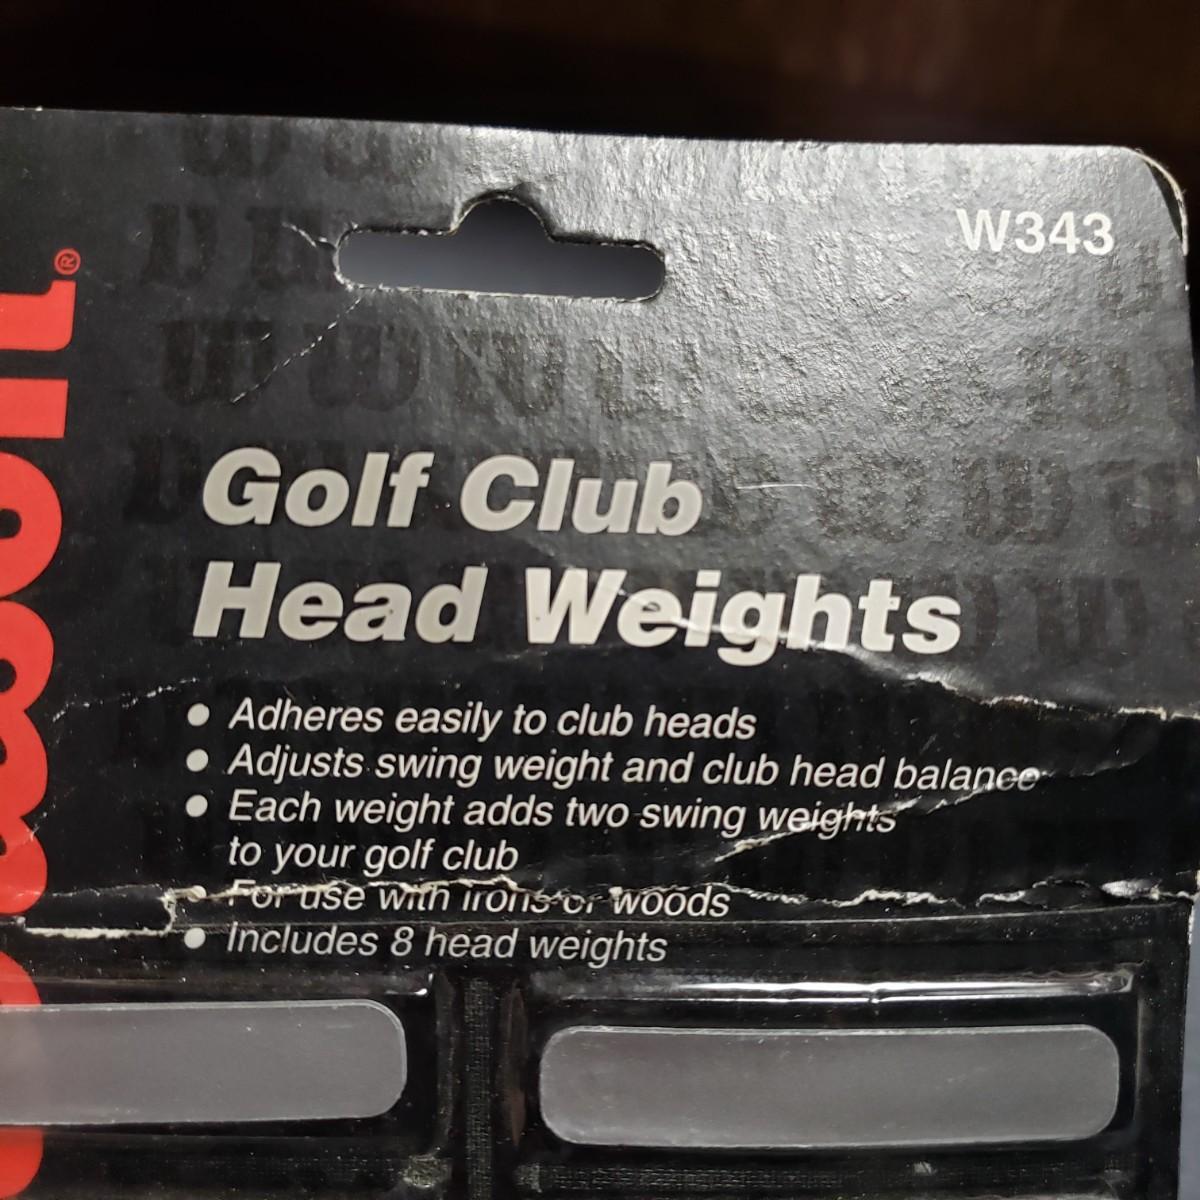 W343
Golf Club
Head Weights
• Adheres easily to club heads
• Adjusts swing weight and club head balance
• Each weight adds two swing weights
to your golf club
• For use with irons or woods
• Includes 8 head weights